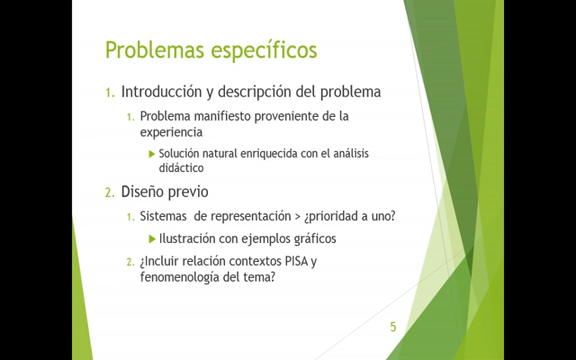 Problemas específicos
1. Introducción y descripción del problema
1. Problema manifiesto proveniente de la
experiencia
Solución natural enriquecida con el análisis
didáctico
2. Diseño previo
1. Sistemas de representación > ¿prioridad a uno?
Ilustración con ejemplos gráficos
2. ¿Incluir relación contextos PISA y
fenomenología del tema?
5